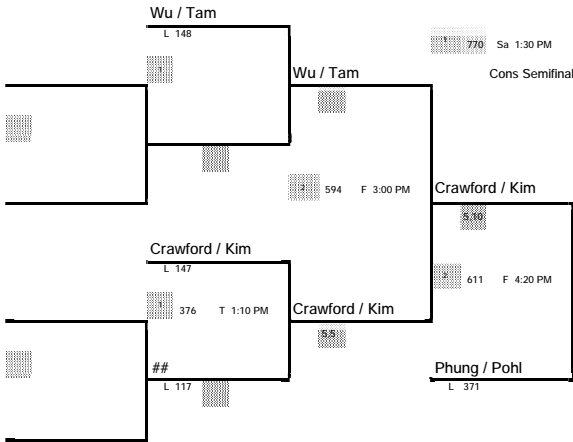 Wu / Tam
L 148
1
1 770 Sa 1:30 PM
Wu / Tam
Cons Semifinal
2 594 F 3:00 PM
Crawford / Kim
5,10
Crawford / Kim
L 147
2 611 F 4:20 PM
1 376 T 1:10 PM
Crawford / Kim
5,5
##
L 117
Phung / Pohl
L 371